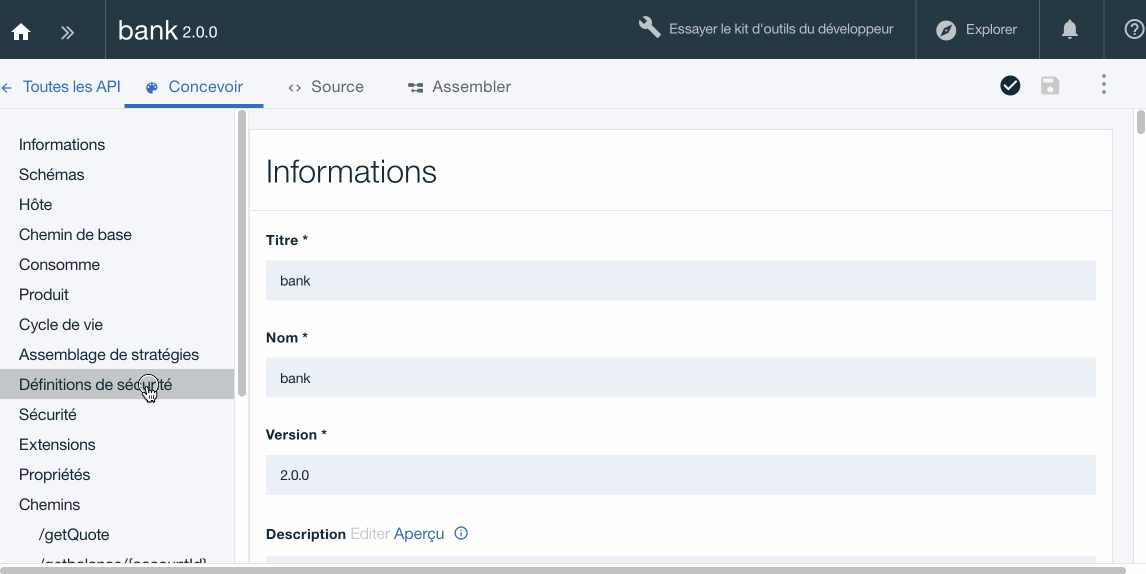 bank 2.0.0
Essayer le kit d'outils du développeur
Explorer
Toutes les API
Concevoir
Source
Assembler
Informations
Schémas
Hôte
Chemin de base
Consomme
Produit
Cycle de vie
Assemblage de stratégies
Définitions de sécurité
Sécurité
Extensions
Propriétés
Chemins
/getQuote
/getbalance/{accountId}
Informations
Titre *
bank
Nom *
bank
Version *
2.0.0
Description Editer Aperçu